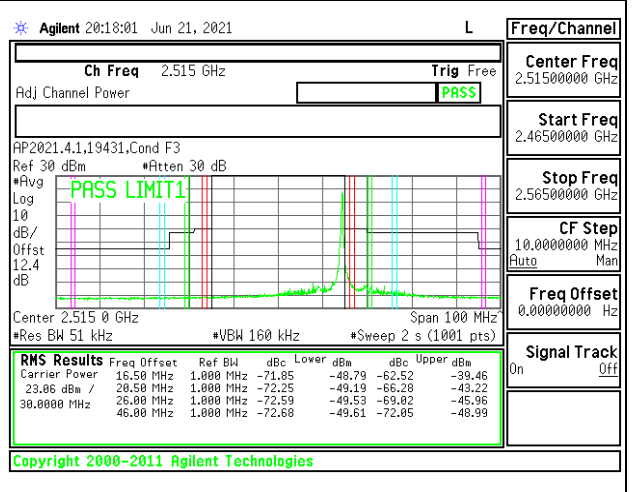 Agilent 20:18:01 Jun 21, 2021 L
Freq/Channel
Ch Freq 2.515 GHz Trig Free
Adj Channel Power PASS
AP2021.4.1,19431,Cond F3
Ref 30 dBm #Atten 30 dB
#Avg
Log
10
dB/
Offst
12.4
dB
PASS LIMIT1
Center 2.515 0 GHz Span 100 MHz^
#Res BW 51 kHz #VBW 160 kHz #Sweep 2 s (1001 pts)
RMS Results Freq Offset Ref BW dBc Lower dBm dBc Upper dBm
Carrier Power 16.50 MHz 1.000 MHz -71.85 -48.79 -62.52 -39.46
23.06 dBm / 20.50 MHz 1.000 MHz -72.25 -49.19 -66.28 -43.22
30.0000 MHz 26.00 MHz 1.000 MHz -72.59 -49.53 -69.02 -45.96
46.00 MHz 1.000 MHz -72.68 -49.61 -72.05 -48.99
Copyright 2000-2011 Agilent Technologies
Center Freq
2.51500000 GHz
Start Freq
2.46500000 GHz
Stop Freq
2.56500000 GHz
CF Step
10.0000000 MHz
Auto Man
Freq Offset
0.00000000 Hz
Signal Track
On Off